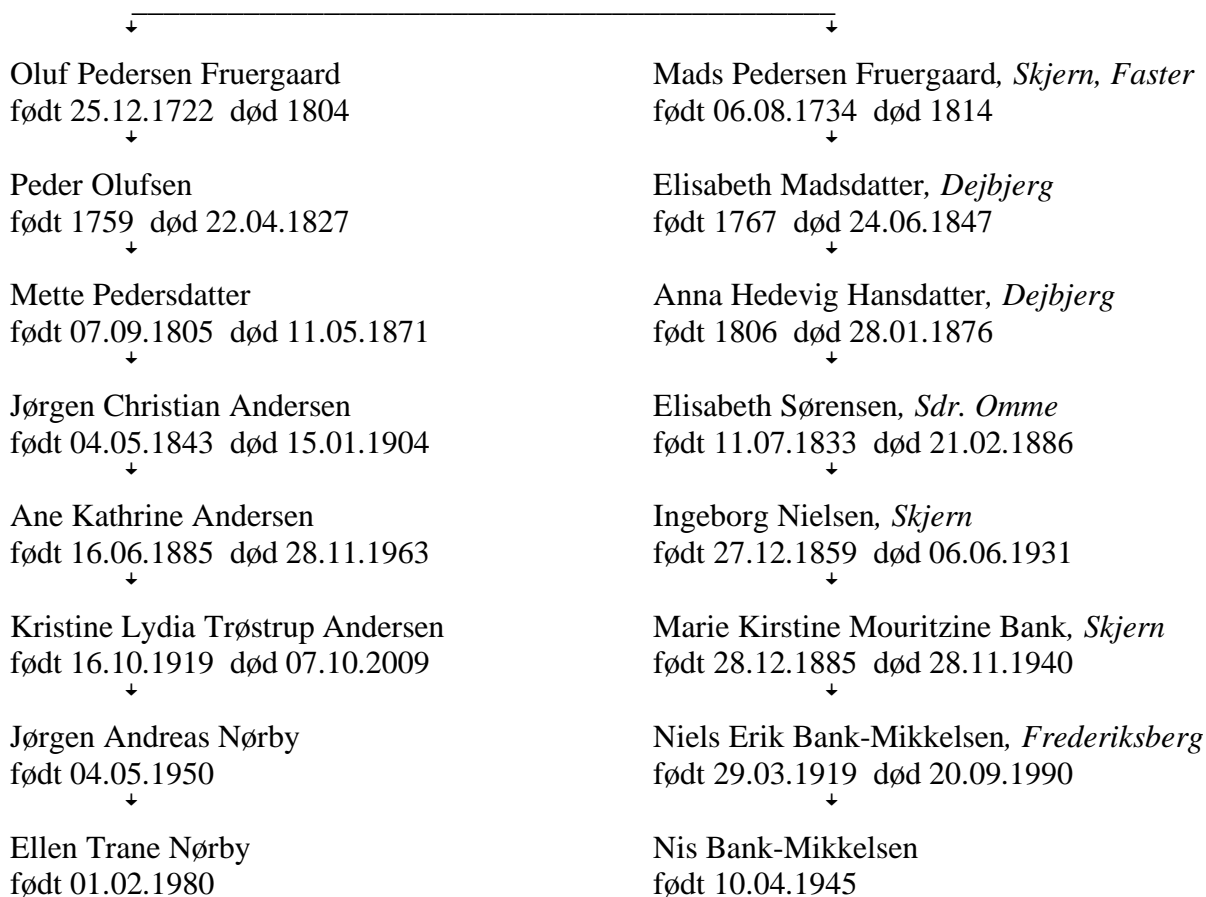 Oluf Pedersen Fruergaard
født 25.12.1722 død 1804
Peder Olufsen
født 1759 død 22.04.1827
Mette Pedersdatter
født 07.09.1805 død 11.05.1871
Jørgen Christian Andersen
født 04.05.1843 død 15.01.1904
Ane Kathrine Andersen
født 16.06.1885 død 28.11.1963
Kristine Lydia Trøstrup Andersen
født 16.10.1919 død 07.10.2009
Jørgen Andreas Nørby
født 04.05.1950
Ellen Trane Nørby
født 01.02.1980
Mads Pedersen Fruergaard, Skjern, Faster
født 06.08.1734 død 1814
Elisabeth Madsdatter, Dejbjerg
født 1767 død 24.06.1847
Anna Hedevig Hansdatter, Dejbjerg
født 1806 død 28.01.1876
Elisabeth Sørensen, Sdr. Omme
født 11.07.1833 død 21.02.1886
Ingeborg Nielsen, Skjern
født 27.12.1859 død 06.06.1931
Marie Kirstine Mouritzine Bank, Skjern
født 28.12.1885 død 28.11.1940
Niels Erik Bank-Mikkelsen, Frederiksberg
født 29.03.1919 død 20.09.1990
Nis Bank-Mikkelsen
født 10.04.1945